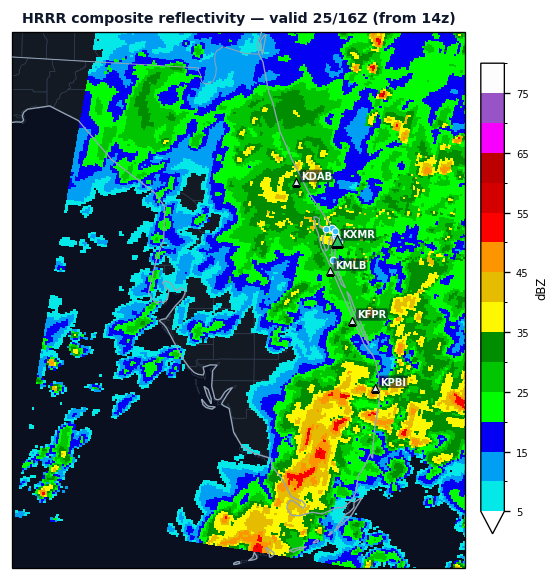 HRRR composite reflectivity — valid 25/16Z (from 14z)
KDAB
KXMR
KMLB
KFPR
KPBI
75
65
55
45
35
25
15
5
dBZ